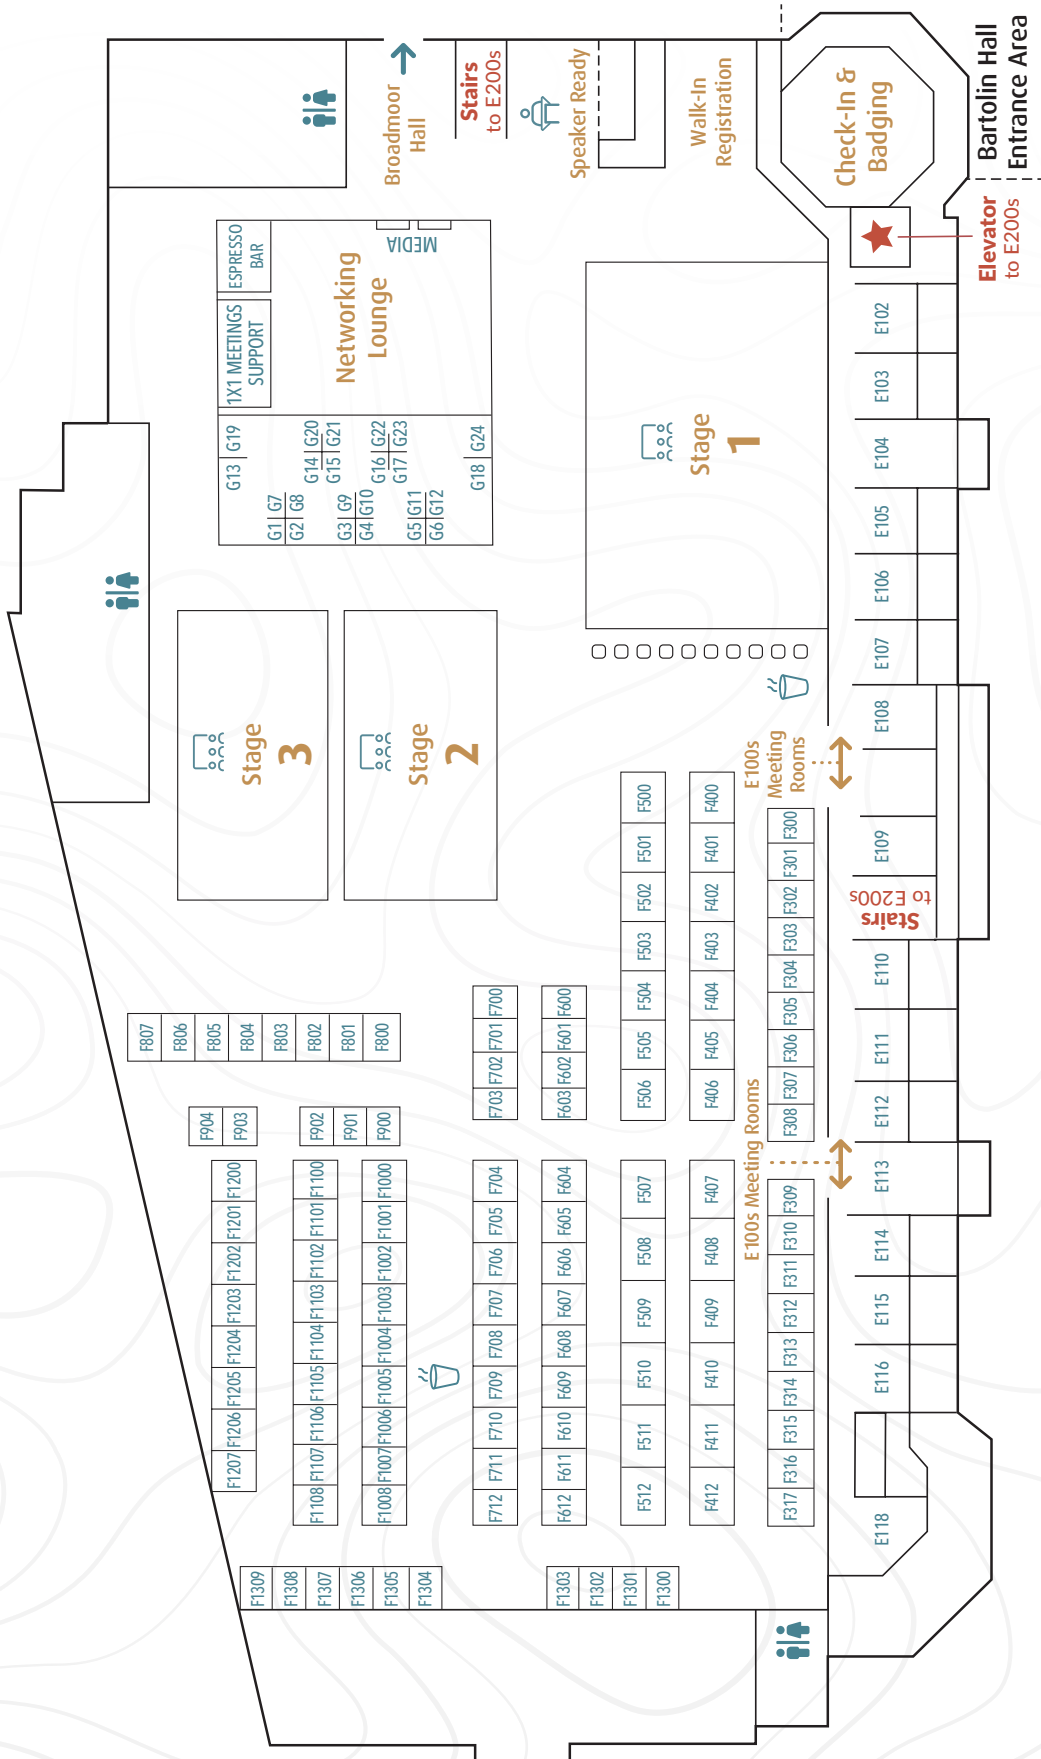 Bartolin Hall
Entrance Area
Check-In &
Badging
Elevator
to E200s
Walk-In
Registration
Speaker Ready
Stairs
to E200s
Broadmoor
Hall
ESPRESSO
BAR
1X1 MEETINGS
SUPPORT
MEDIA
Networking
Lounge
G13 G19
G1 G7
G2 G8
G14 G20
G15 G21
G3 G9
G4 G10
G16 G22
G17 G23
G5 G11
G6 G12
G18 G24
Stage
1
Stage
2
Stage
3
E100s
Meeting
Rooms
E100s Meeting Rooms
Stairs
to E200s
E102
E103
E104
E105
E106
E107
E108
E109
E110
E111
E112
E113
E114
E115
E116
E118
F300
F301
F302
F303
F304
F305
F306
F307
F308
F309
F310
F311
F312
F313
F314
F315
F316
F317
F400
F401
F402
F403
F404
F405
F406
F407
F408
F409
F410
F411
F412
F500
F501
F502
F503
F504
F505
F506
F507
F508
F509
F510
F511
F512
F600
F601
F602
F603
F604
F605
F606
F607
F608
F609
F610
F611
F612
F700
F701
F702
F703
F704
F705
F706
F707
F708
F709
F710
F711
F712
F800
F801
F802
F803
F804
F805
F806
F807
F900
F901
F902
F903
F904
F1000
F1001
F1002
F1003
F1004
F1005
F1006
F1007
F1008
F1100
F1101
F1102
F1103
F1104
F1105
F1106
F1107
F1108
F1200
F1201
F1202
F1203
F1204
F1205
F1206
F1207
F1300
F1301
F1302
F1303
F1304
F1305
F1306
F1307
F1308
F1309